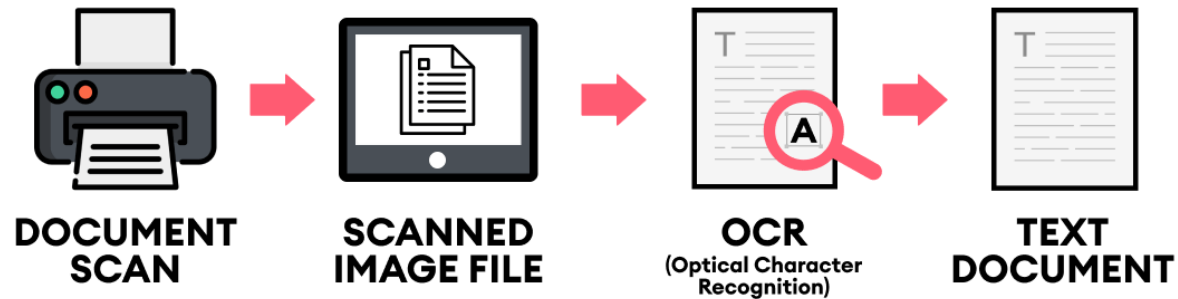 T
A
T
DOCUMENT
SCAN
SCANNED
IMAGE FILE
OCR
(Optical Character
Recognition)
TEXT
DOCUMENT